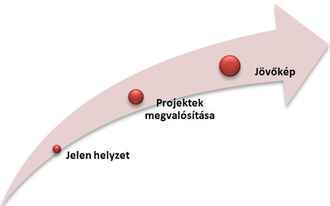 Jövőkép
Projektek
megvalósítása
Jelen helyzet